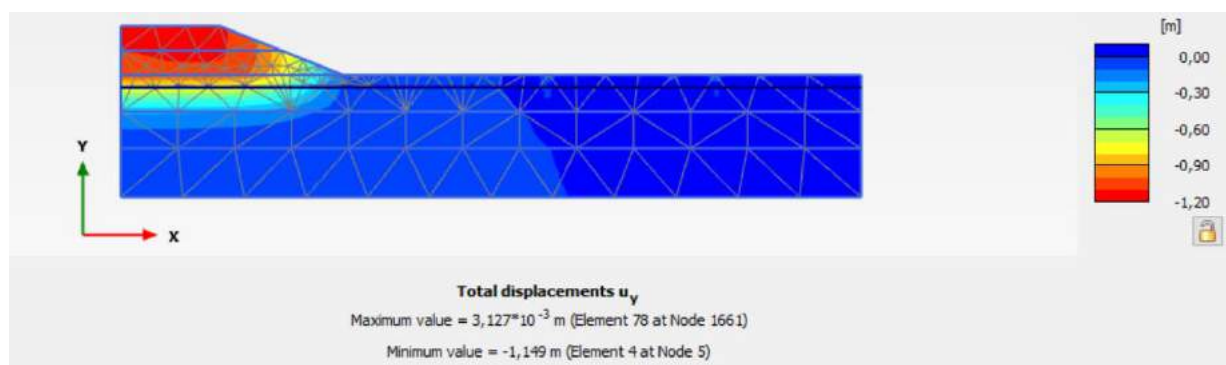 [m]
0,00
-0,30
-0,60
-0,90
-1,20
Y
X
Total displacements uy
Maximum value = 3,127*10⁻³ m (Element 78 at Node 1661)
Minimum value = -1,149 m (Element 4 at Node 5)